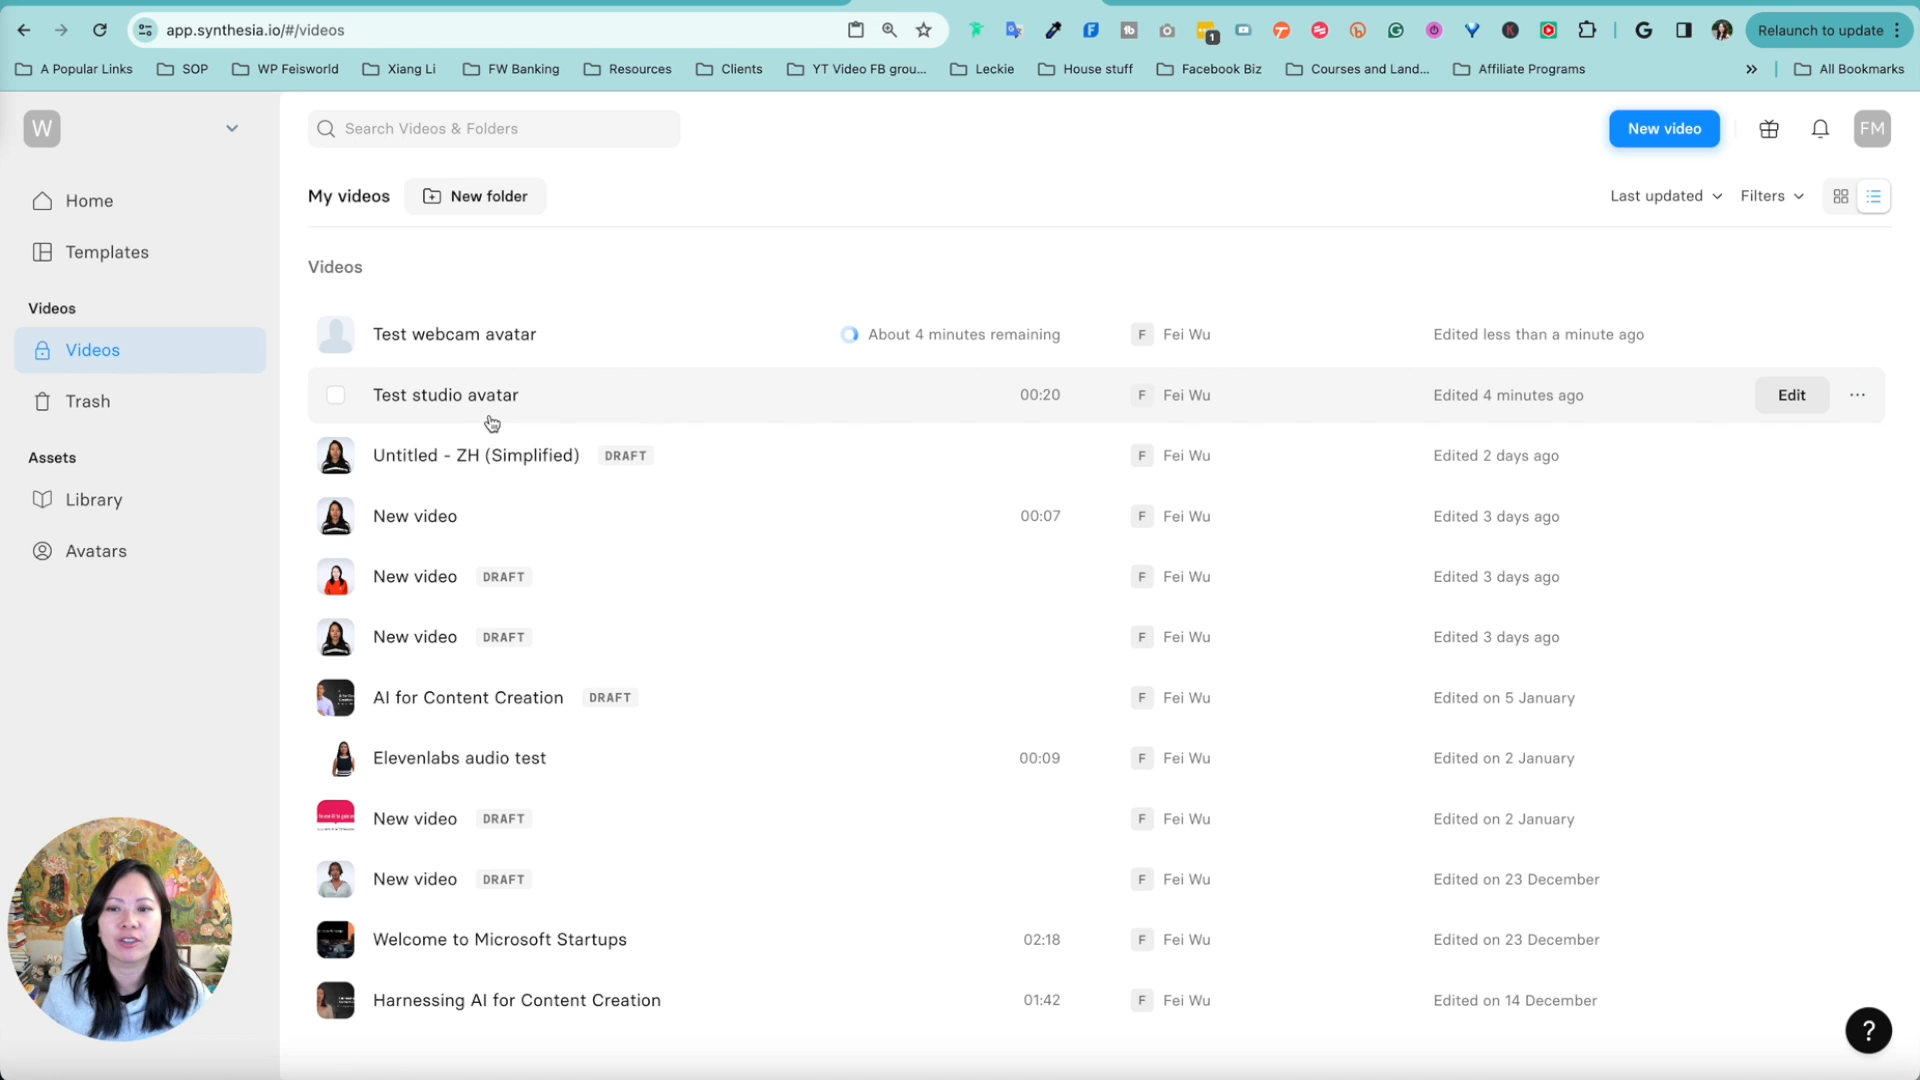 app.synthesia.io/#/videos
1
Relaunch to update
A Popular Links
SOP
WP Feisworld
Xiang Li
FW Banking
Resources
Clients
YT Video FB grou...
Leckie
House stuff
Facebook Biz
Courses and Land...
Affiliate Programs
All Bookmarks
W
Search Videos & Folders
New video
FM
Home
Templates
Videos
Videos
Trash
Assets
Library
Avatars
My videos
New folder
Last updated
Filters
Videos
Test webcam avatar About 4 minutes remaining F Fei Wu Edited less than a minute ago
Test studio avatar 00:20 F Fei Wu Edited 4 minutes ago Edit
Untitled - ZH (Simplified) DRAFT F Fei Wu Edited 2 days ago
New video 00:07 F Fei Wu Edited 3 days ago
New video DRAFT F Fei Wu Edited 3 days ago
New video DRAFT F Fei Wu Edited 3 days ago
AI for Content Creation DRAFT F Fei Wu Edited on 5 January
Elevenlabs audio test 00:09 F Fei Wu Edited on 2 January
New video DRAFT F Fei Wu Edited on 2 January
New video DRAFT F Fei Wu Edited on 23 December
Welcome to Microsoft Startups 02:18 F Fei Wu Edited on 23 December
Harnessing AI for Content Creation 01:42 F Fei Wu Edited on 14 December
?